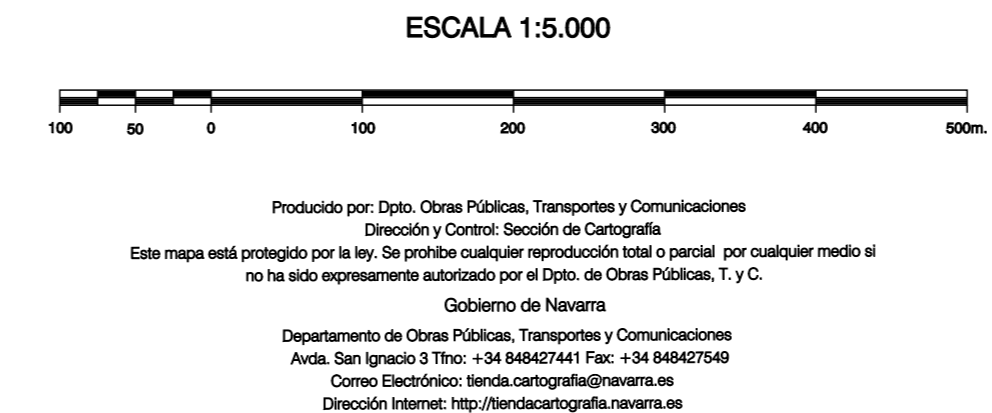 ESCALA 1:5.000
100 50 0 100 200 300 400 500m.
Producido por: Dpto. Obras Públicas, Transportes y Comunicaciones
Dirección y Control: Sección de Cartografía
Este mapa está protegido por la ley. Se prohibe cualquier reproducción total o parcial por cualquier medio si
no ha sido expresamente autorizado por el Dpto. de Obras Públicas, T. y C.
Gobierno de Navarra
Departamento de Obras Públicas, Transportes y Comunicaciones
Avda. San Ignacio 3 Tfno: +34 848427441 Fax: +34 848427549
Correo Electrónico: tienda.cartografia@navarra.es
Dirección Internet: http://tiendacartografia.navarra.es